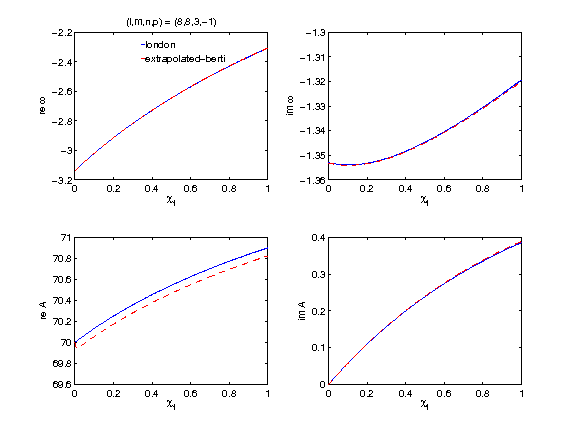 (l,m,n,p) = (8,8,3,−1)
−2.2
−2.4
−2.6
−2.8
−3
−3.2
0 0.2 0.4 0.6 0.8 1
re ω
χf
london
extrapolated−berti
−1.3
−1.31
−1.32
−1.33
−1.34
−1.35
−1.36
0 0.2 0.4 0.6 0.8 1
im ω
χf
71
70.8
70.6
70.4
70.2
70
69.8
69.6
0 0.2 0.4 0.6 0.8 1
re A
χf
0.4
0.3
0.2
0.1
0
0 0.2 0.4 0.6 0.8 1
im A
χf